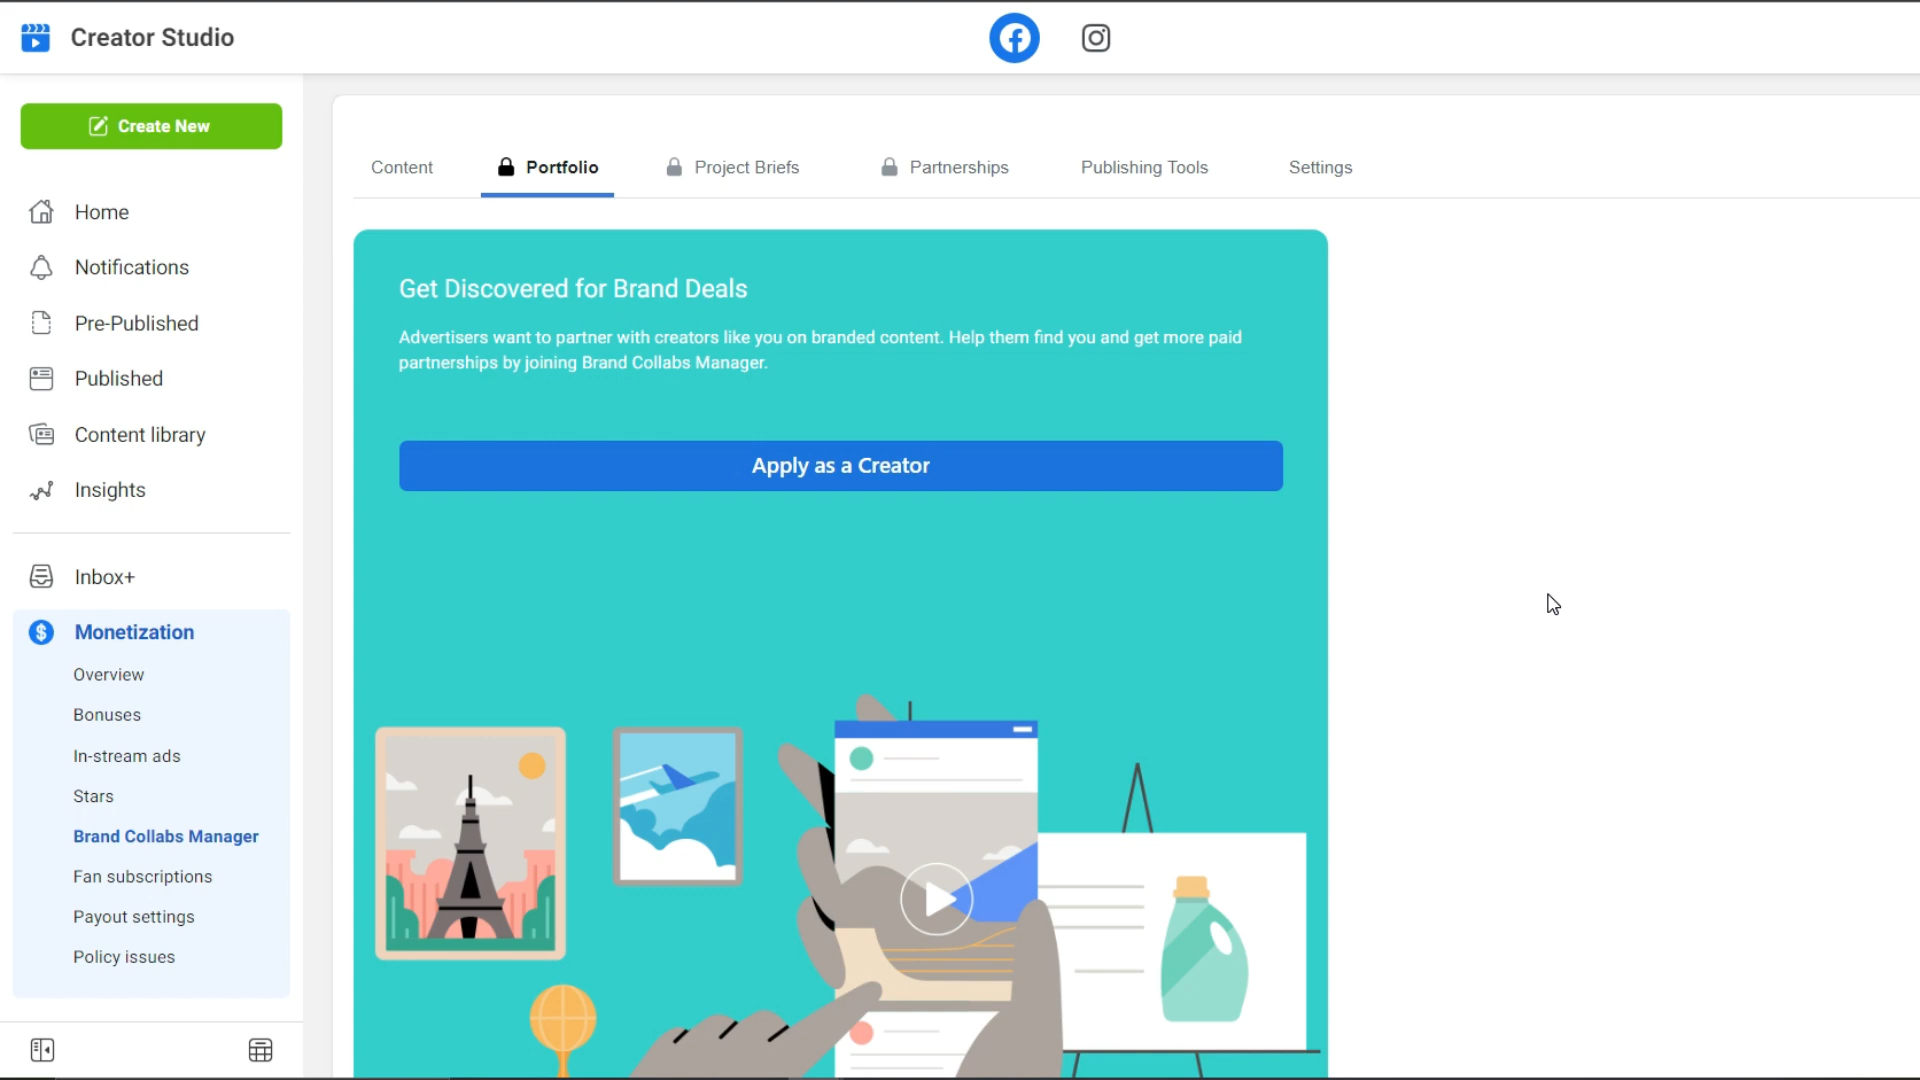 Creator Studio
Create New
Home
Notifications
Pre-Published
Published
Content library
Insights
Inbox+
Monetization
Overview
Bonuses
In-stream ads
Stars
Brand Collabs Manager
Fan subscriptions
Payout settings
Policy issues
Content Portfolio Project Briefs Partnerships Publishing Tools Settings
Get Discovered for Brand Deals
Advertisers want to partner with creators like you on branded content. Help them find you and get more paid
partnerships by joining Brand Collabs Manager.
Apply as a Creator